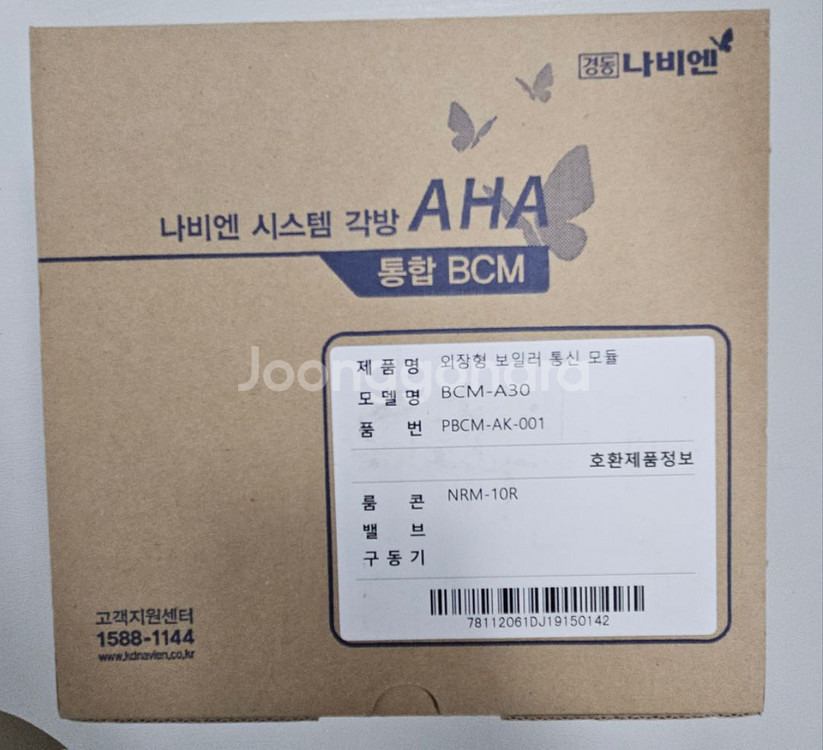 경동 나비엔
나비엔 시스템 각방 AHA
통합 BCM
제품명 외장형 보일러 통신 모듈
Joonggonara
모델명 BCM-A30
품 번 PBCM-AK-001
호환제품정보
룸 콘 NRM-10R
밸 브
구동기
78112061DJ19150142
고객지원센터
1588-1144
www.kdnavien.co.kr